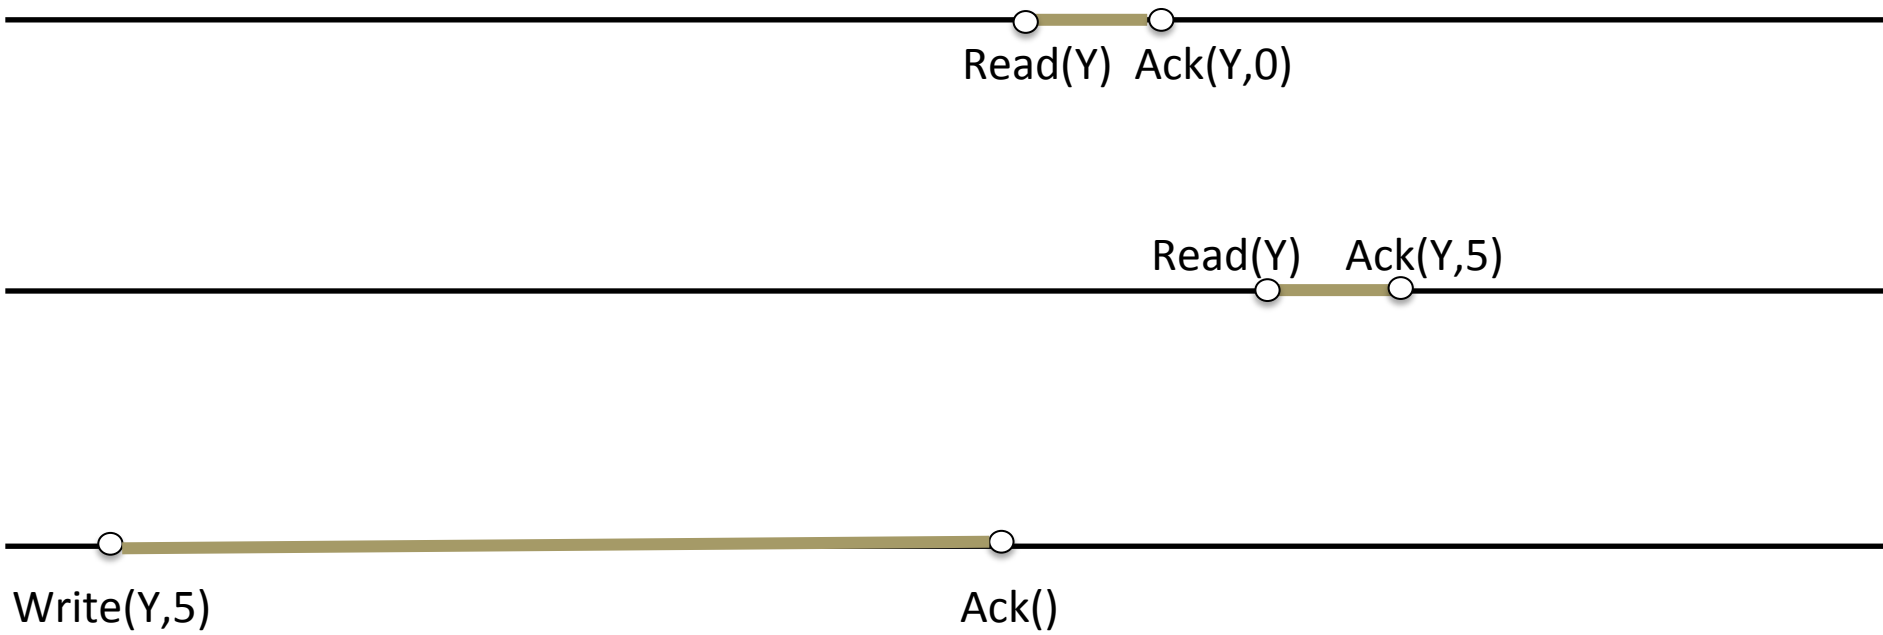 Read(Y) Ack(Y,0)
Read(Y) Ack(Y,5)
Write(Y,5) Ack()